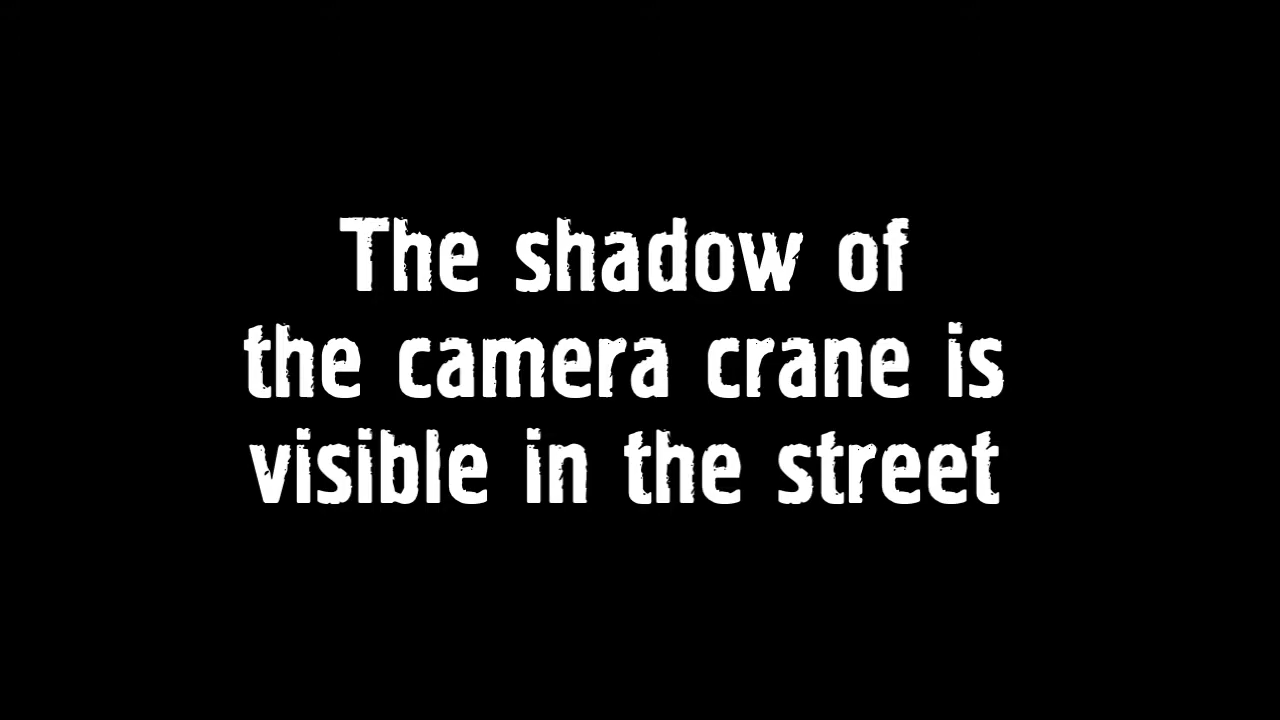 The shadow of
the camera crane is
visible in the street